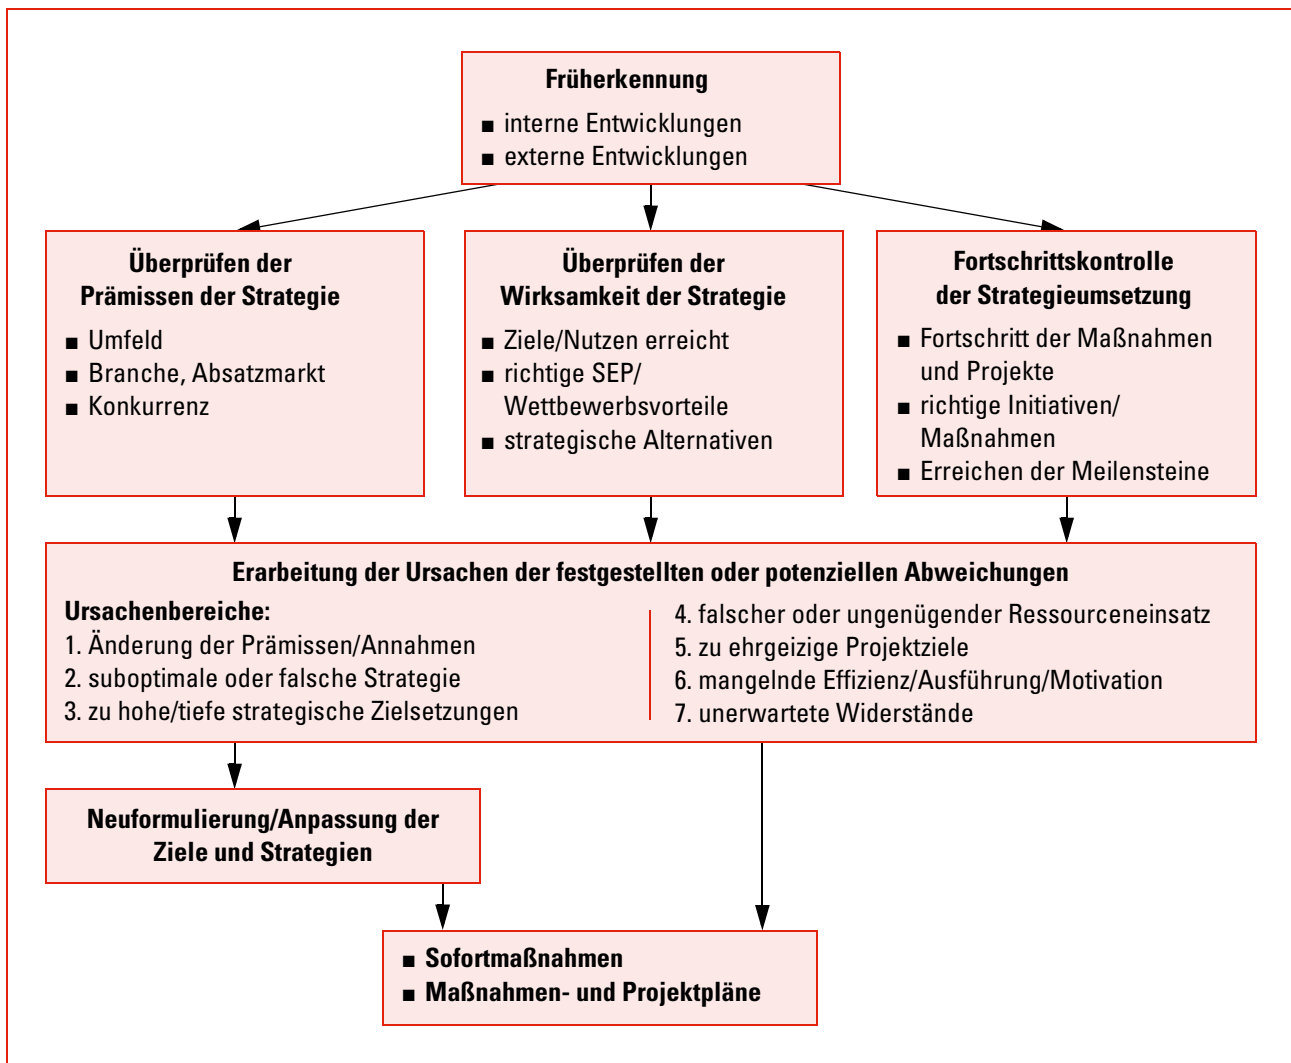 Früherkennung
■ interne Entwicklungen
■ externe Entwicklungen
Überprüfen der
Prämissen der Strategie
■ Umfeld
■ Branche, Absatzmarkt
■ Konkurrenz
Überprüfen der
Wirksamkeit der Strategie
■ Ziele/Nutzen erreicht
■ richtige SEP/
Wettbewerbsvorteile
■ strategische Alternativen
Fortschrittskontrolle
der Strategieumsetzung
■ Fortschritt der Maßnahmen
und Projekte
■ richtige Initiativen/
Maßnahmen
■ Erreichen der Meilensteine
Erarbeitung der Ursachen der festgestellten oder potenziellen Abweichungen
Ursachenbereiche:
1. Änderung der Prämissen/Annahmen
2. suboptimale oder falsche Strategie
3. zu hohe/tiefe strategische Zielsetzungen
4. falscher oder ungenügender Ressourceneinsatz
5. zu ehrgeizige Projektziele
6. mangelnde Effizienz/Ausführung/Motivation
7. unerwartete Widerstände
Neuformulierung/Anpassung der
Ziele und Strategien
■ Sofortmaßnahmen
■ Maßnahmen- und Projektpläne